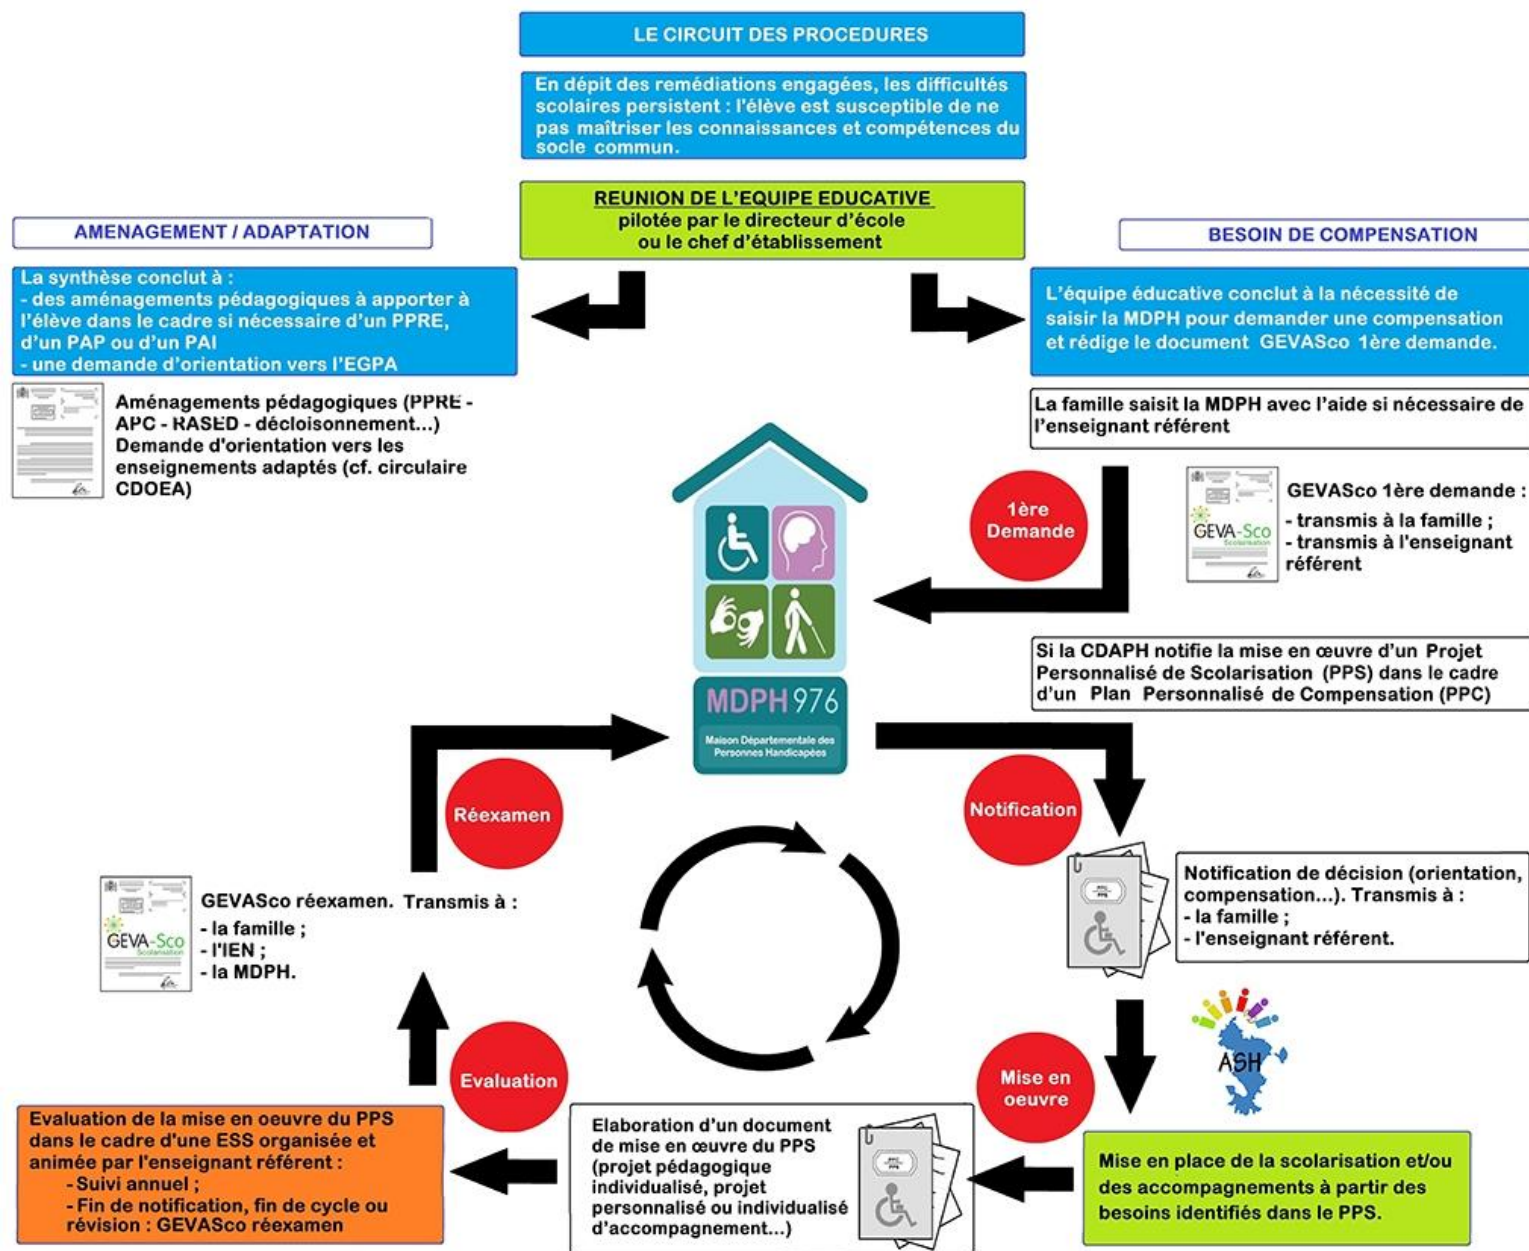 LE CIRCUIT DES PROCEDURES
En dépit des remédiations engagées, les difficultés
scolaires persistent : l'élève est susceptible de ne
pas maîtriser les connaissances et compétences du
socle commun.
REUNION DE L'EQUIPE EDUCATIVE
pilotée par le directeur d'école
ou le chef d'établissement
AMENAGEMENT / ADAPTATION
La synthèse conclut à :
- des aménagements pédagogiques à apporter à
l'élève dans le cadre si nécessaire d'un PPRE,
d'un PAP ou d'un PAI
- une demande d'orientation vers l'EGPA
Aménagements pédagogiques (PPRE -
APC - RASED - décloisonnement...)
Demande d'orientation vers les
enseignements adaptés (cf. circulaire
CDOEA)
BESOIN DE COMPENSATION
L'équipe éducative conclut à la nécessité de
saisir la MDPH pour demander une compensation
et rédige le document GEVASco 1ère demande.
La famille saisit la MDPH avec l'aide si nécessaire de
l'enseignant référent
1ère
Demande
GEVA-Sco
Scolarisation
GEVASco 1ère demande :
- transmis à la famille ;
- transmis à l'enseignant
référent
Si la CDAPH notifie la mise en œuvre d'un Projet
Personnalisé de Scolarisation (PPS) dans le cadre
d'un Plan Personnalisé de Compensation (PPC)
MDPH 976
Maison Départementale des
Personnes Handicapées
Notification
PPC
PPS
Notification de décision (orientation,
compensation...). Transmis à :
- la famille ;
- l'enseignant référent.
ASH
Mise en
oeuvre
Mise en place de la scolarisation et/ou
des accompagnements à partir des
besoins identifiés dans le PPS.
Elaboration d'un document
de mise en œuvre du PPS
(projet pédagogique
individualisé, projet
personnalisé ou individualisé
d'accompagnement...)
PPC
PPS
Evaluation
Evaluation de la mise en oeuvre du PPS
dans le cadre d'une ESS organisée et
animée par l'enseignant référent :
- Suivi annuel ;
- Fin de notification, fin de cycle ou
révision : GEVASco réexamen
GEVA-Sco
Scolarisation
GEVASco réexamen. Transmis à :
- la famille ;
- l'IEN ;
- la MDPH.
Réexamen